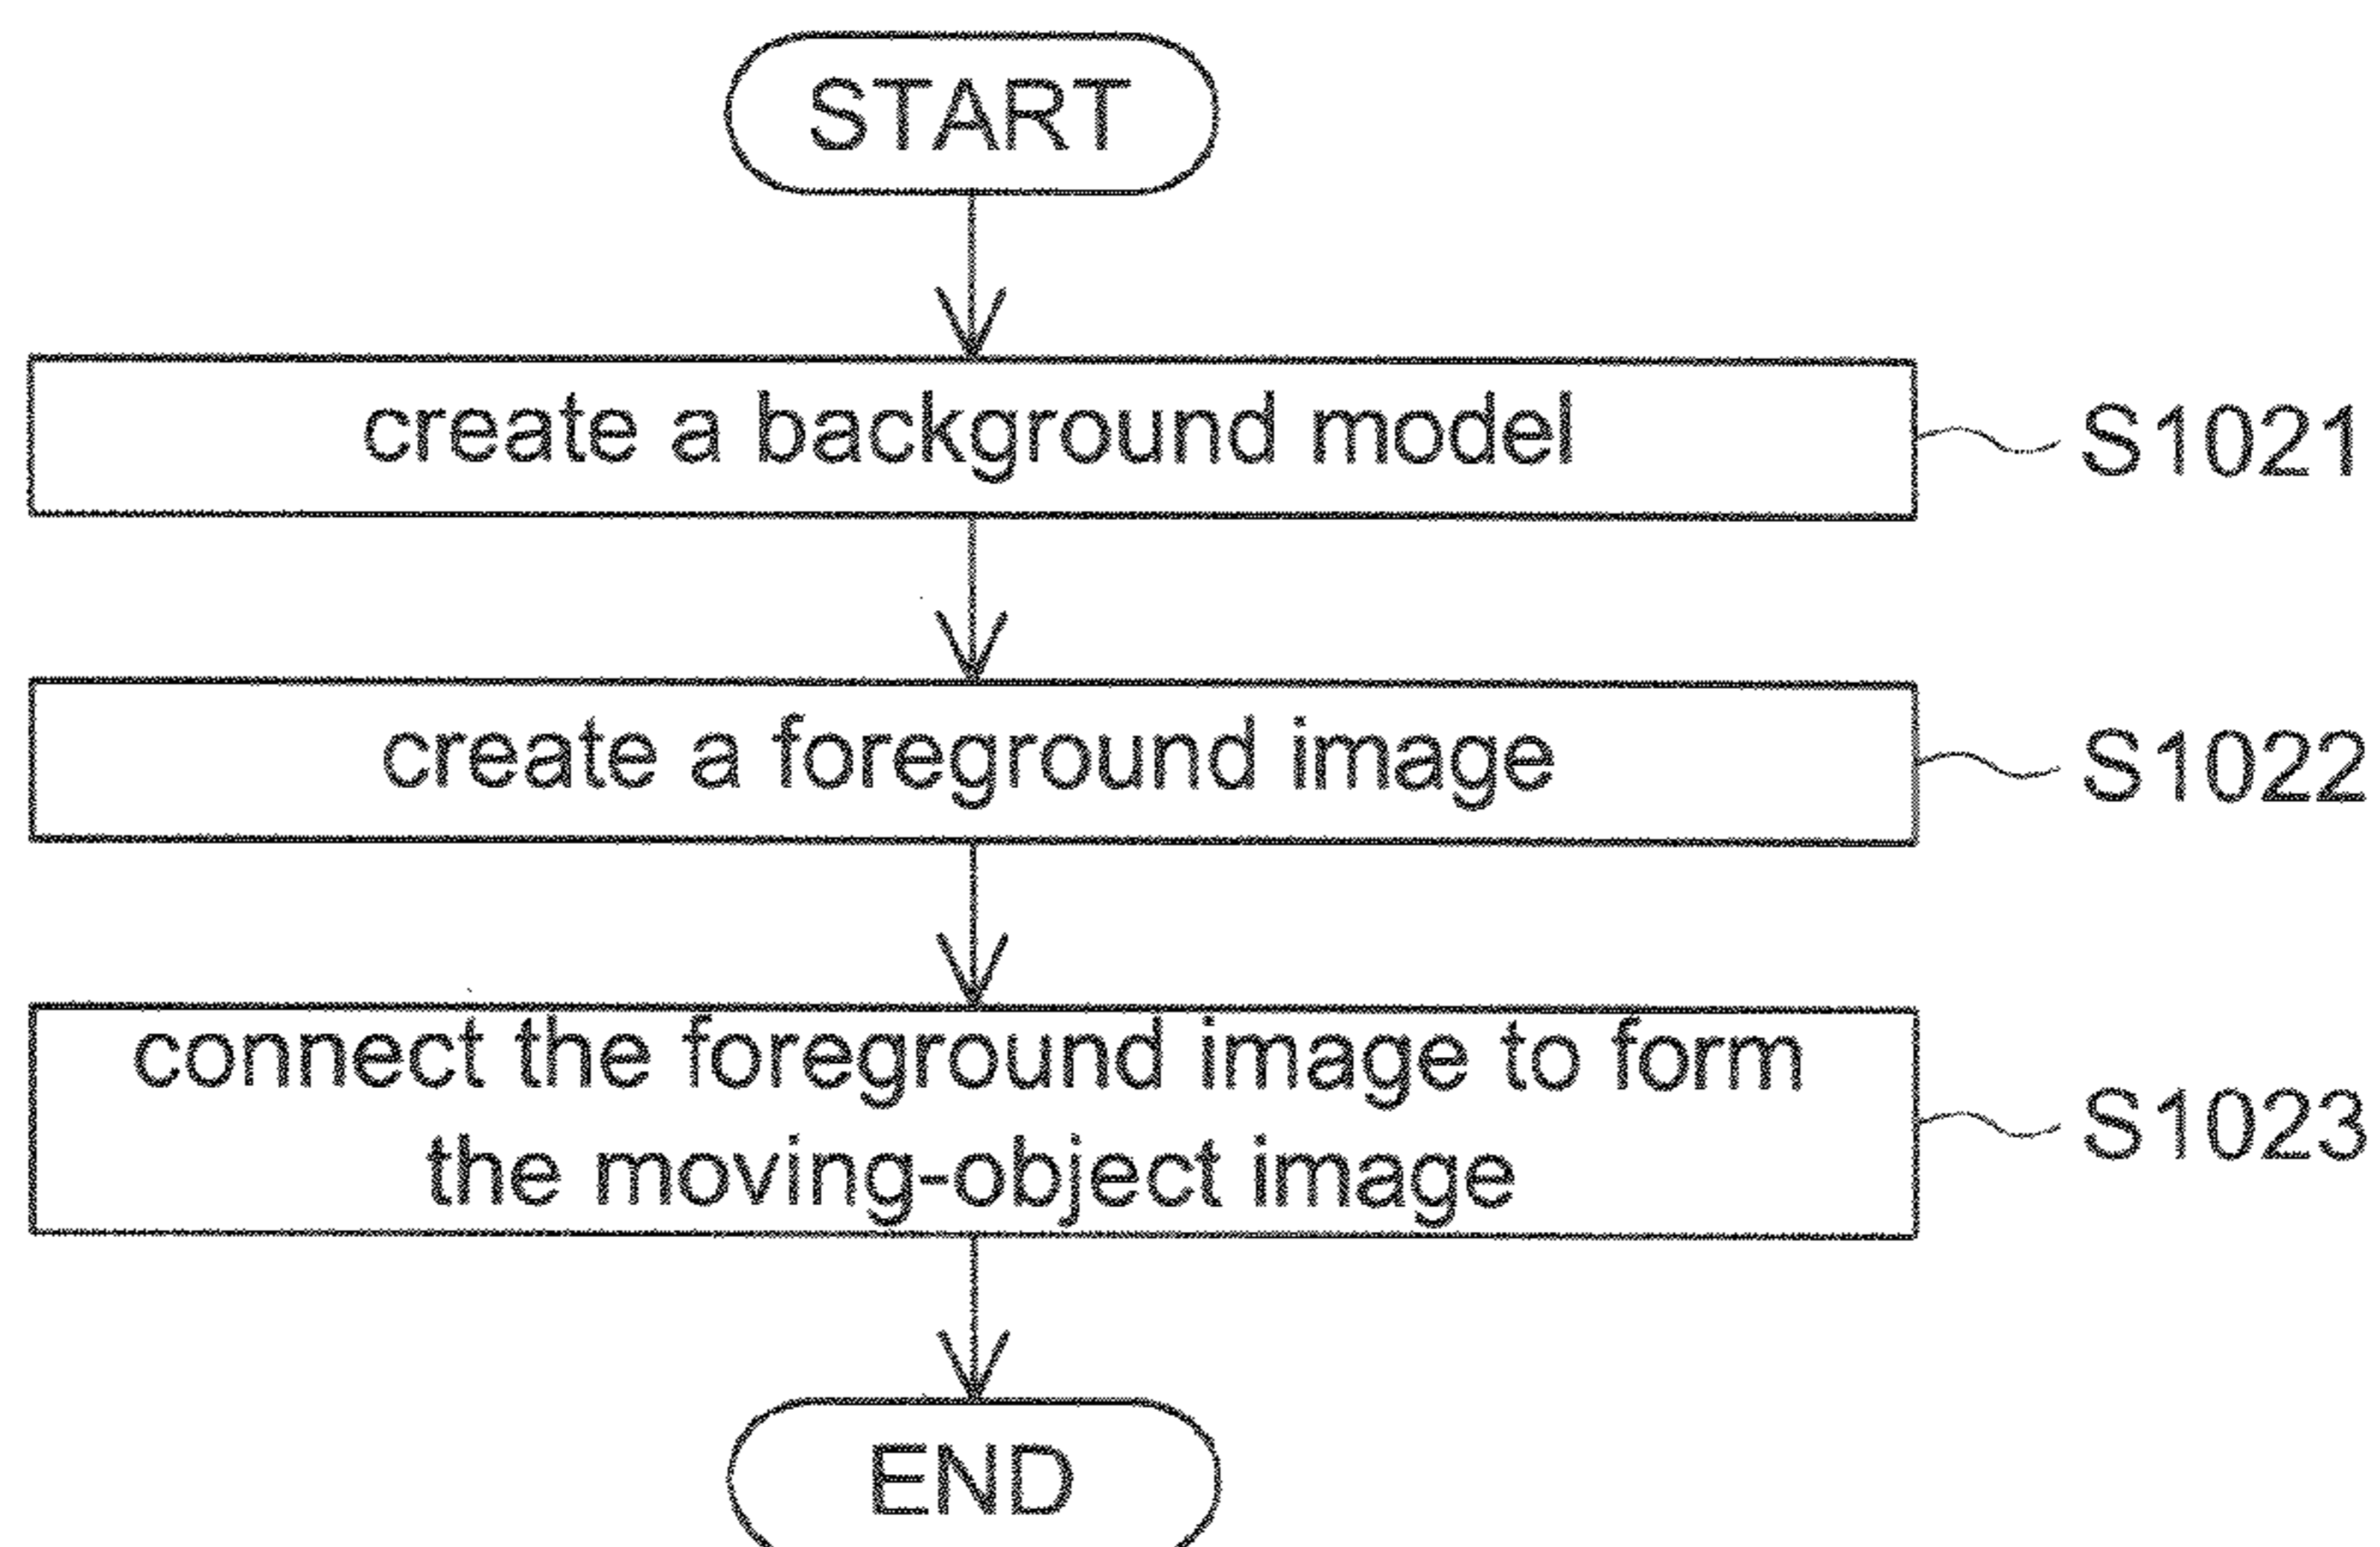 START
create a background model
S1021
create a foreground image
S1022
connect the foreground image to form
the moving-object image
S1023
END